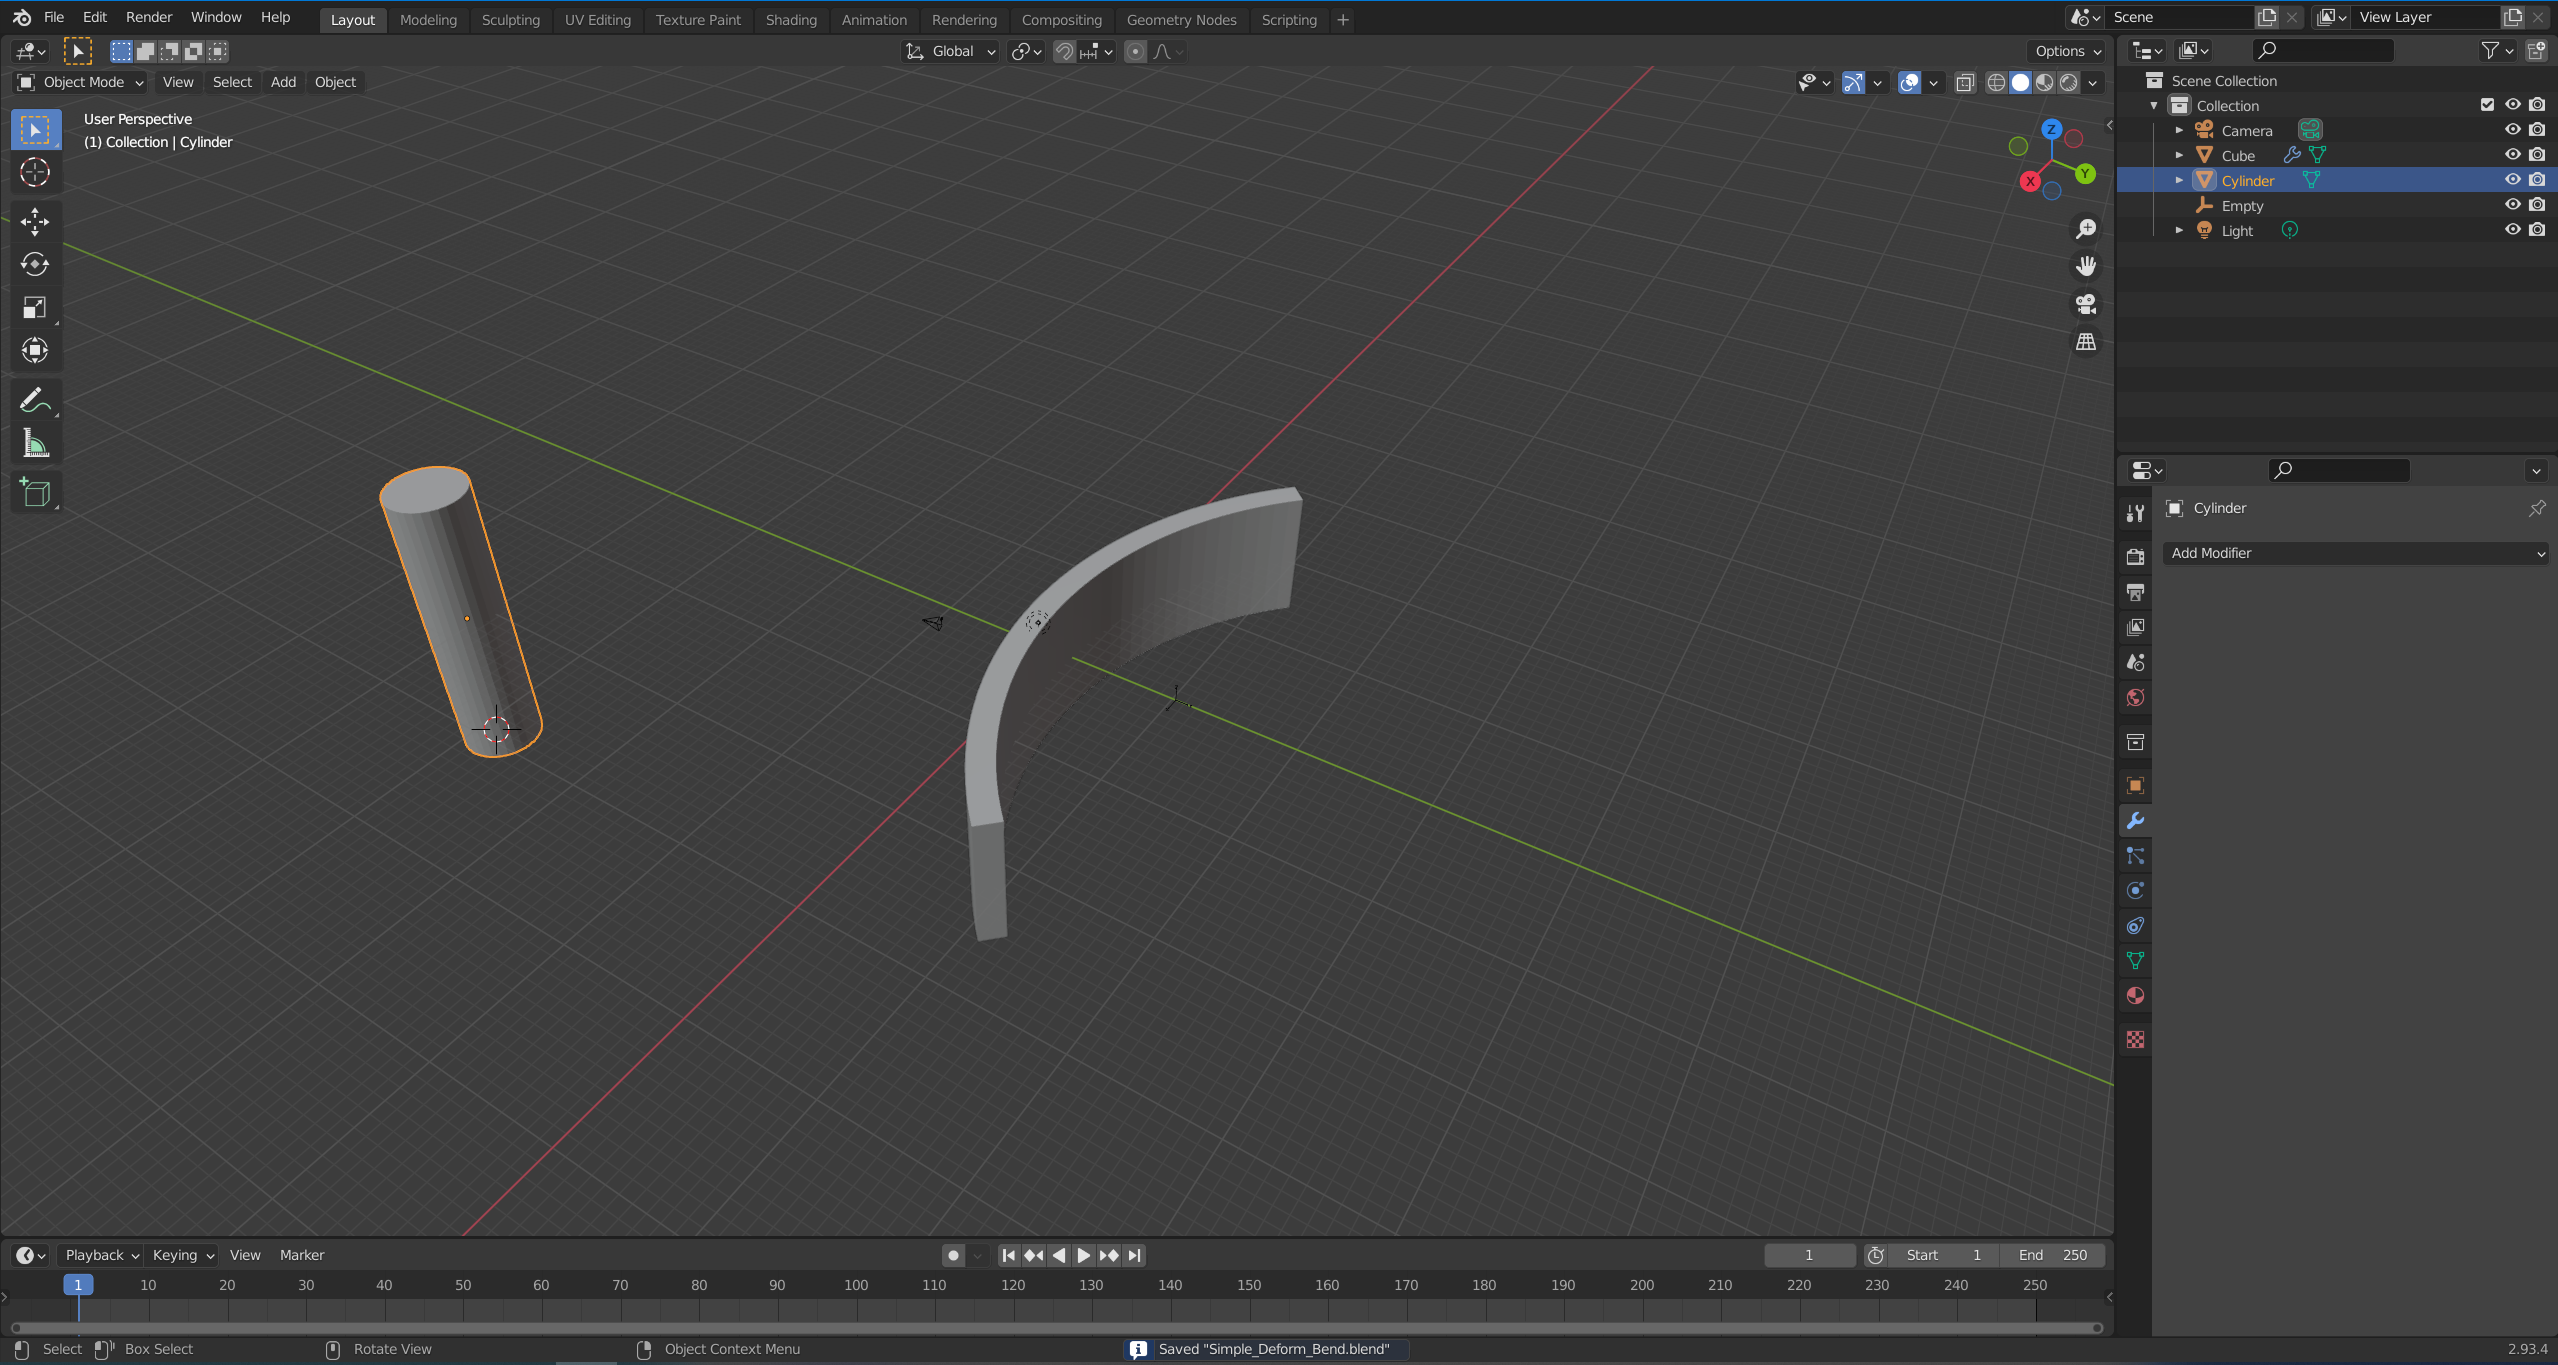 File Edit Render Window Help Layout Modeling Sculpting UV Editing Texture Paint Shading Animation Rendering Compositing Geometry Nodes Scripting + Scene View Layer
Global Options
Object Mode View Select Add Object
User Perspective
(1) Collection | Cylinder
Z
Y
X
Scene Collection
Collection
Camera
Cube
Cylinder
Empty
Light
Cylinder
Add Modifier
Playback Keying View Marker 1 Start 1 End 250
1 10 20 30 40 50 60 70 80 90 100 110 120 130 140 150 160 170 180 190 200 210 220 230 240 250
Select Box Select Rotate View Object Context Menu Saved "Simple_Deform_Bend.blend" 2.93.4